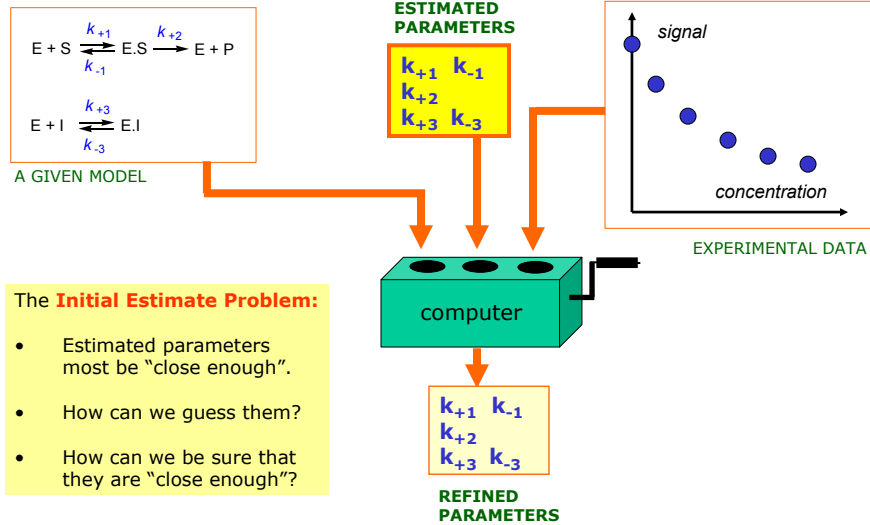 k+1 k+2
E + S E.S E + P
k-1
k+3
E + I E.I
k-3
A GIVEN MODEL
ESTIMATED
PARAMETERS
k+1 k-1
k+2
k+3 k-3
signal
concentration
EXPERIMENTAL DATA
computer
The Initial Estimate Problem:
• Estimated parameters
most be “close enough”.
• How can we guess them?
• How can we be sure that
they are “close enough”?
k+1 k-1
k+2
k+3 k-3
REFINED
PARAMETERS